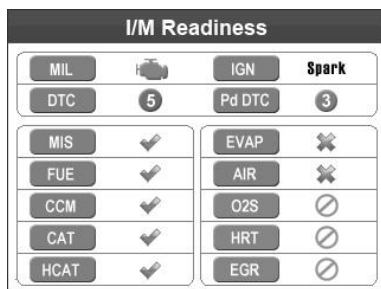 I/M Readiness
MIL IGN Spark
DTC 5 Pd DTC 3
MIS EVAP
FUE AIR
CCM O2S
CAT HRT
HCAT EGR